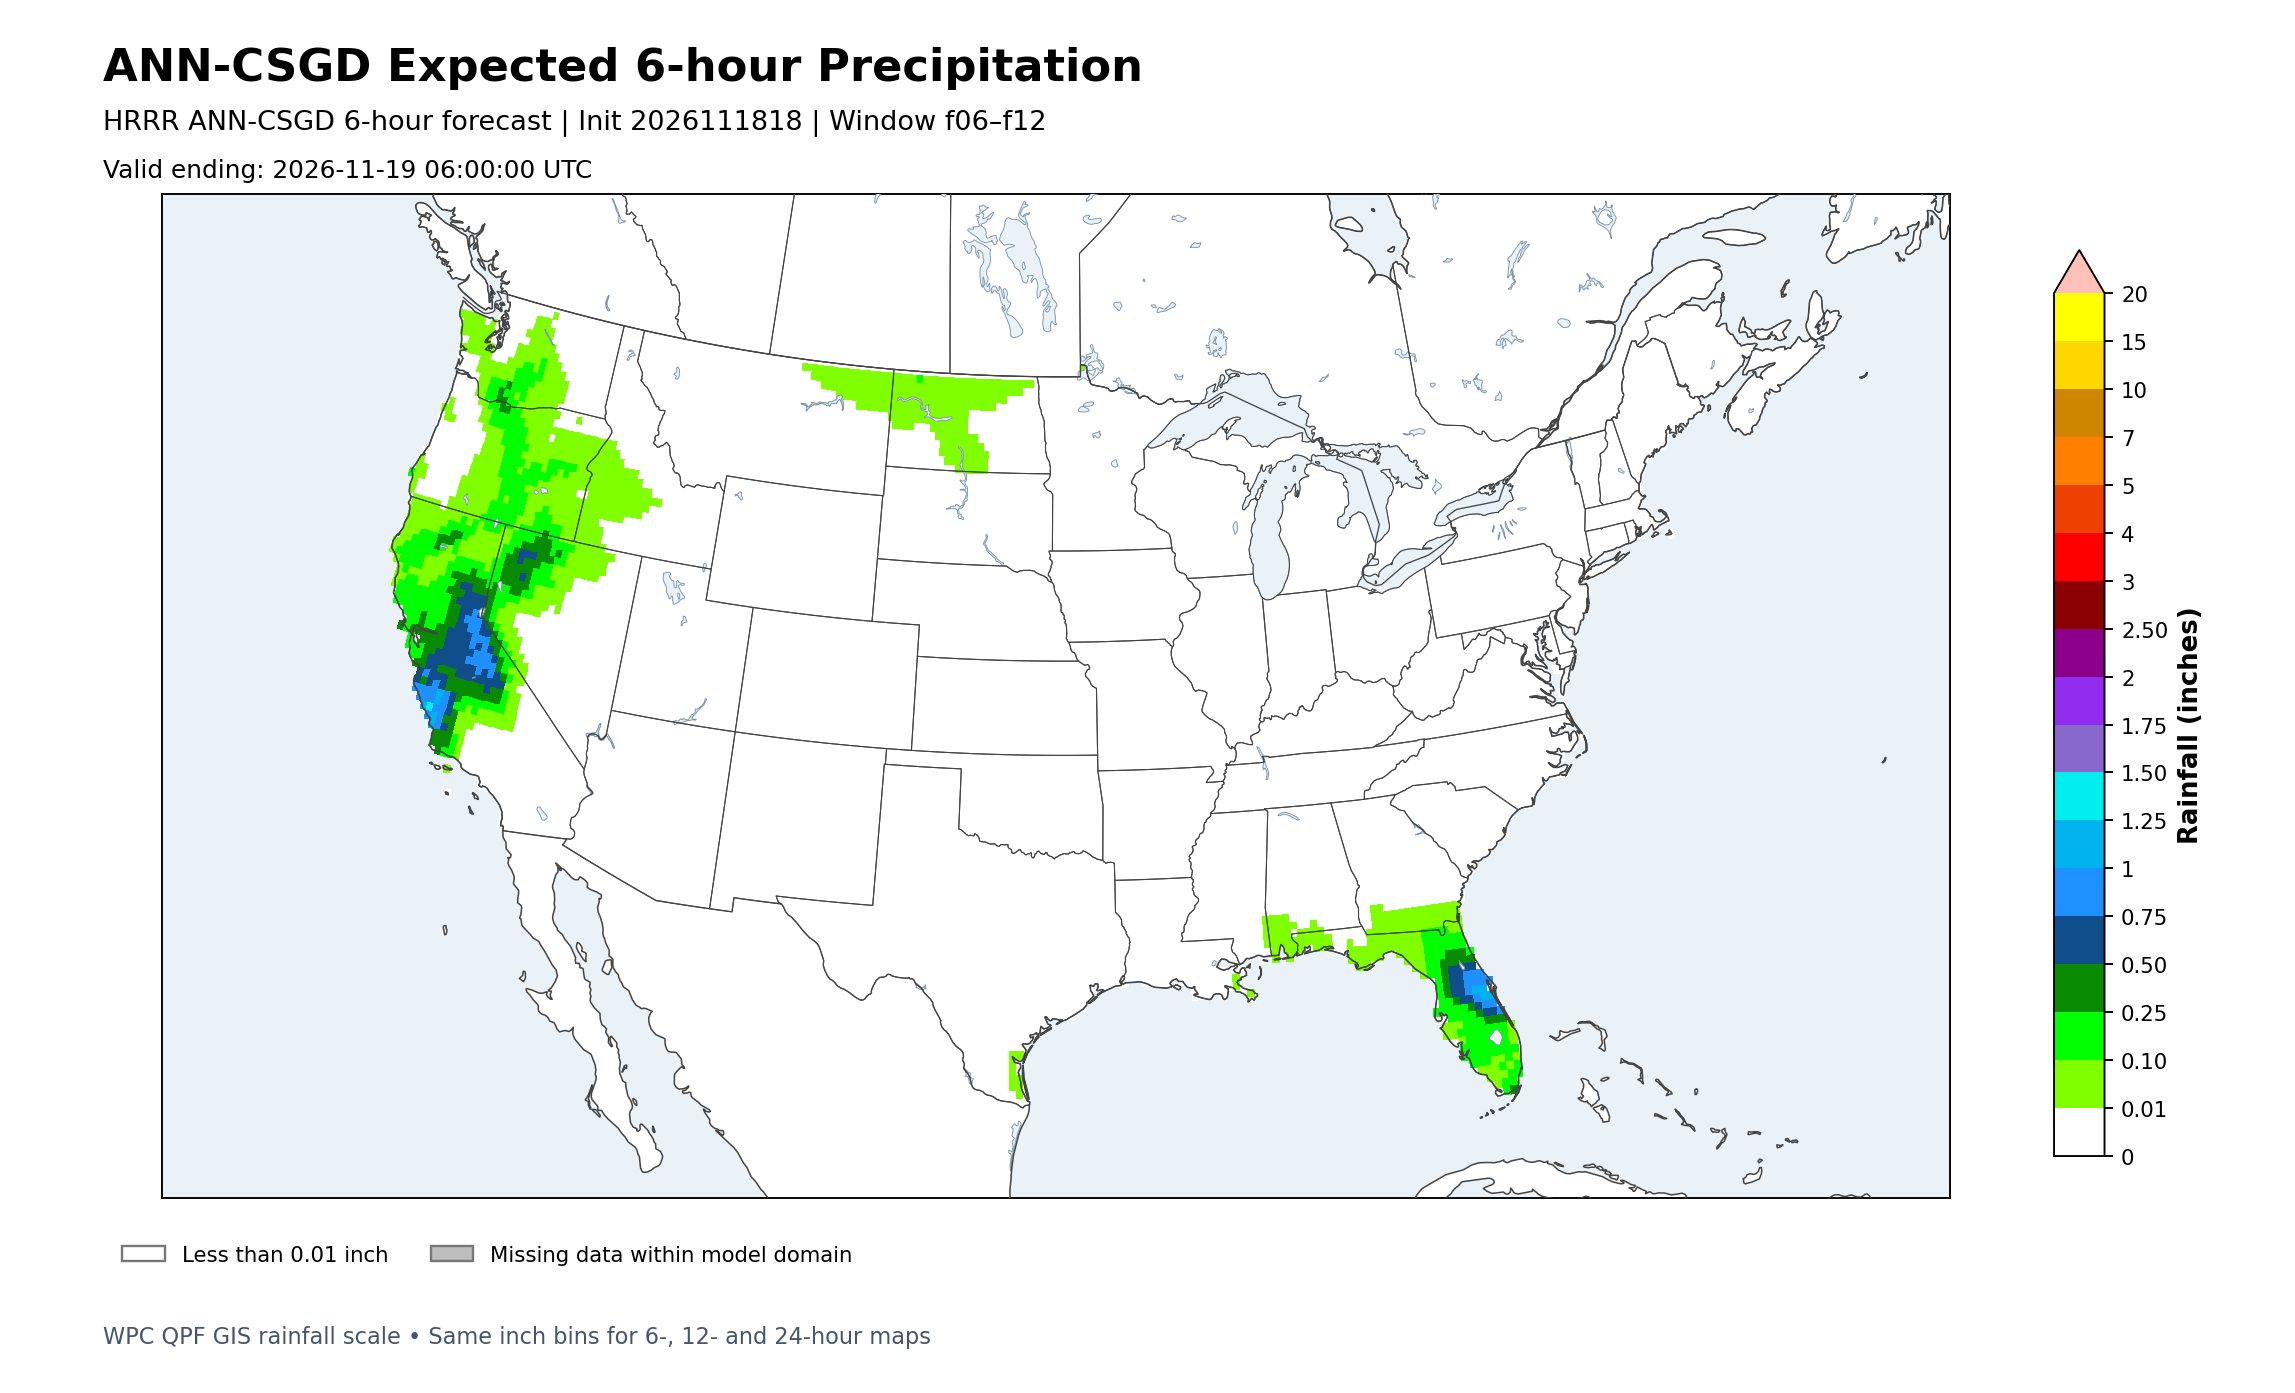 ANN-CSGD Expected 6-hour Precipitation
HRRR ANN-CSGD 6-hour forecast | Init 2026111818 | Window f06–f12
Valid ending: 2026-11-19 06:00:00 UTC
20
15
10
7
5
4
3
2.50
2
1.75
1.50
1.25
1
0.75
0.50
0.25
0.10
0.01
0
Rainfall (inches)
Less than 0.01 inch
Missing data within model domain
WPC QPF GIS rainfall scale • Same inch bins for 6-, 12- and 24-hour maps